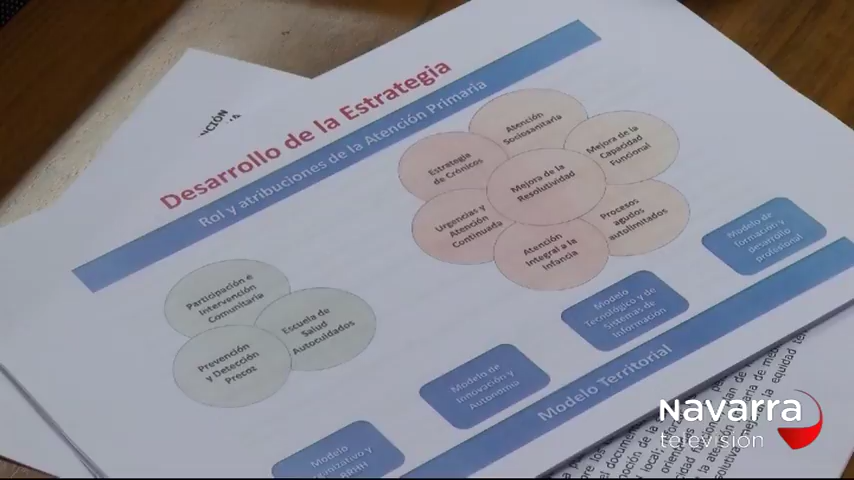 Desarrollo de la Estrategia
Rol y atribuciones de la Atención Primaria
Atención
Sociosanitaria
Estrategia
de Crónicos
Mejora de la
Capacidad
Funcional
Mejora de la
Resolutividad
Urgencias y
Atención
Continuada
Procesos
agudos
autolimitados
Atención
Integral a la
Infancia
Participación e
Intervención
Comunitaria
Escuela de
Salud
Autocuidados
Prevención
y Detección
Precoz
Modelo de
formación y
desarrollo
profesional
Modelo
Tecnológico y de
Sistemas de
Información
Modelo de
Innovación y
Autonomía
Modelo
Modelo Territorial
Navarra
televisión